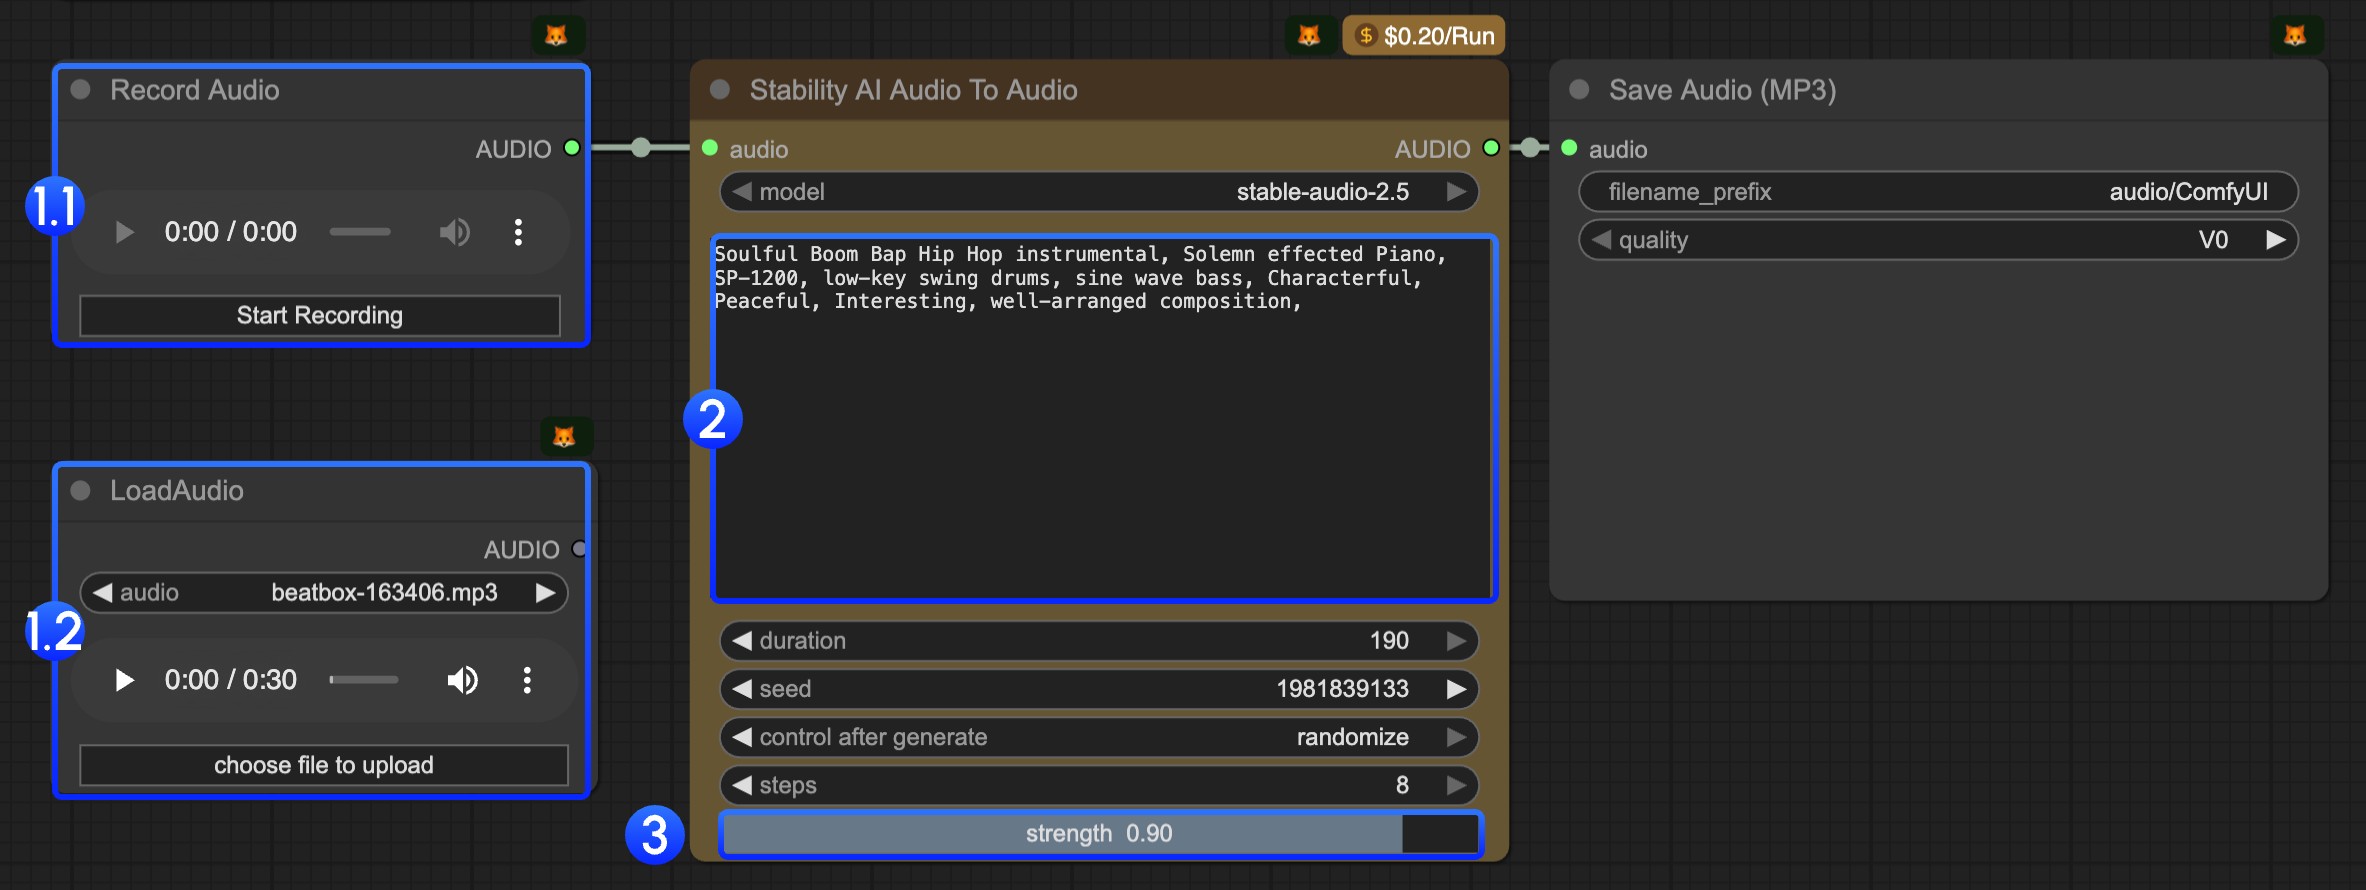 Record Audio
AUDIO
1.1
0:00 / 0:00
Start Recording
LoadAudio
AUDIO
audio beatbox-163406.mp3
1.2
0:00 / 0:30
choose file to upload
$ $0.20/Run
Stability AI Audio To Audio
audio AUDIO
model stable-audio-2.5
Soulful Boom Bap Hip Hop instrumental, Solemn effected Piano,
SP-1200, low-key swing drums, sine wave bass, Characterful,
Peaceful, Interesting, well-arranged composition,
2
duration 190
seed 1981839133
control after generate randomize
steps 8
3
strength 0.90
Save Audio (MP3)
audio
filename_prefix audio/ComfyUI
quality V0